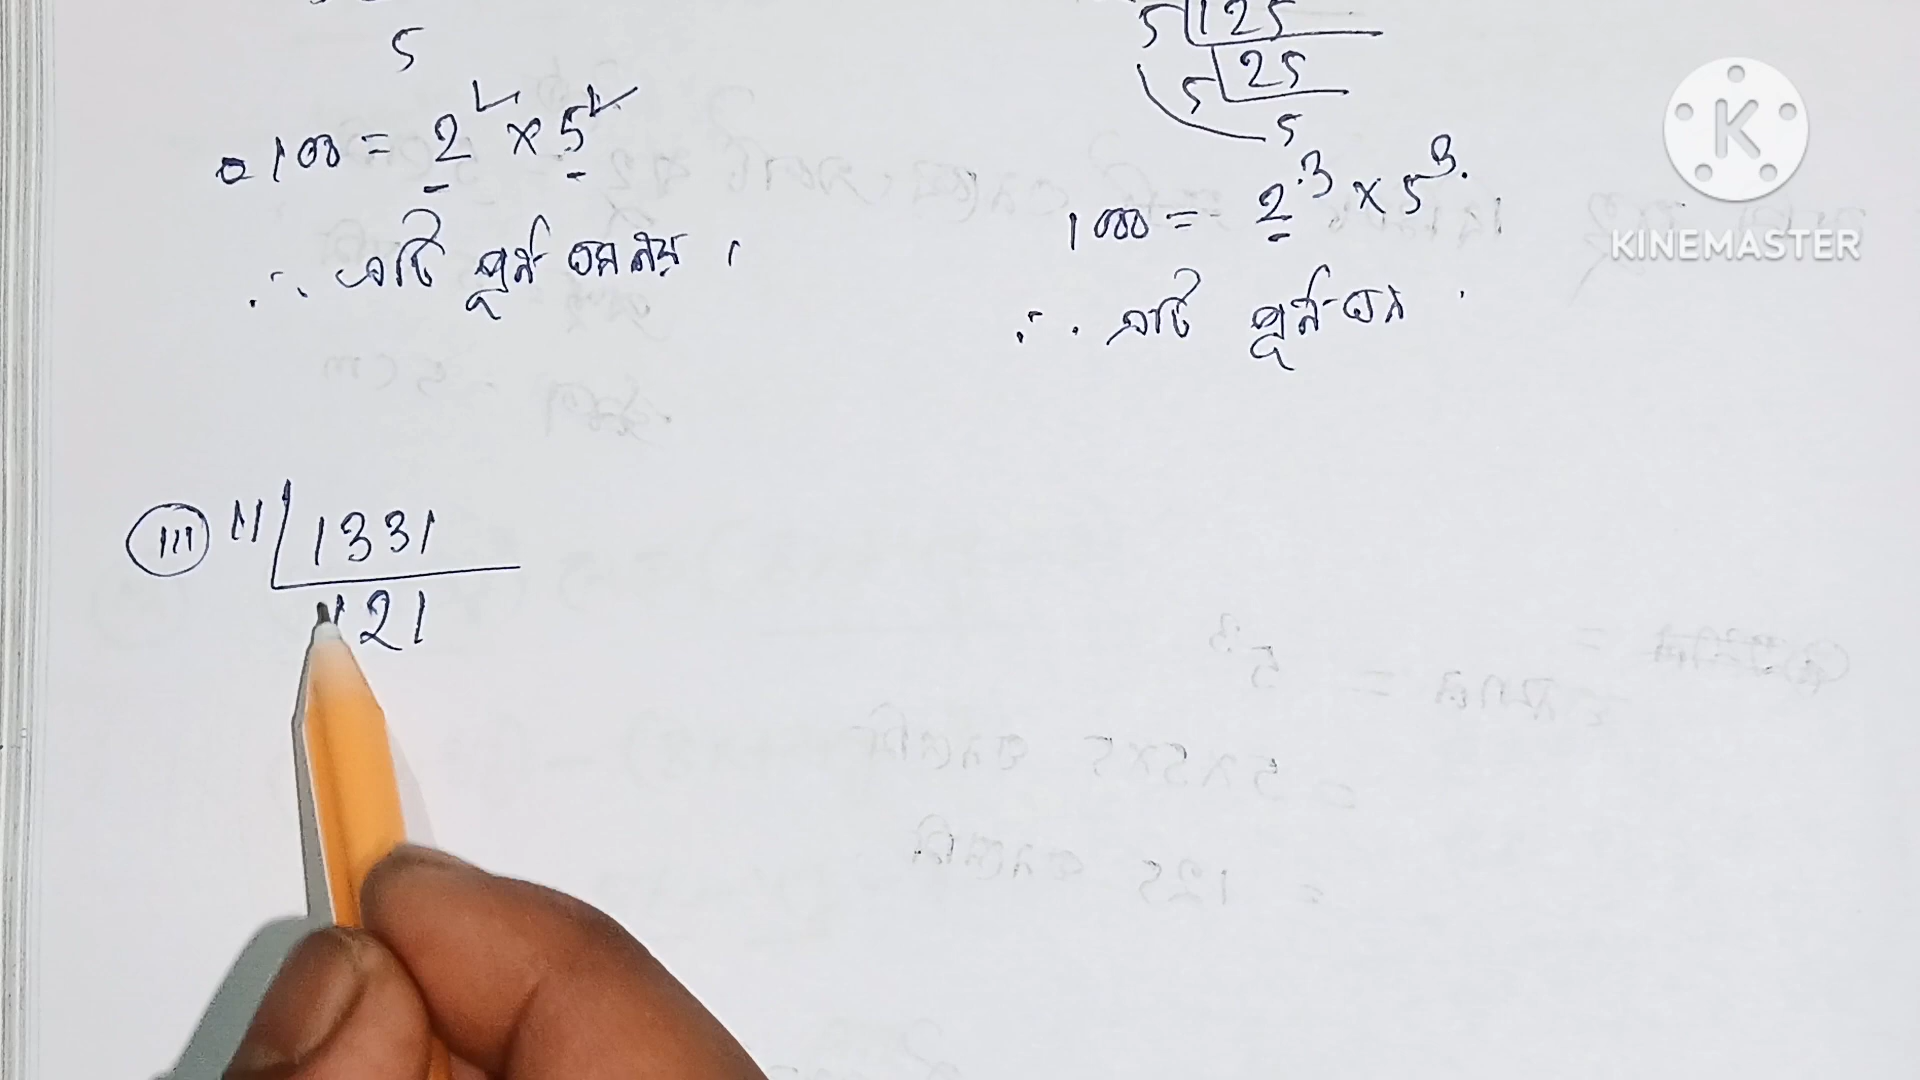 5
100 = 2² × 5²
∴ এটি পূর্ণ ঘন নয় ।
5 125
5 25
5
1000 = 2³ × 5³
∴ এটি পূর্ণ-ঘন
K
KINEMASTER
(iii) 11 1331
121